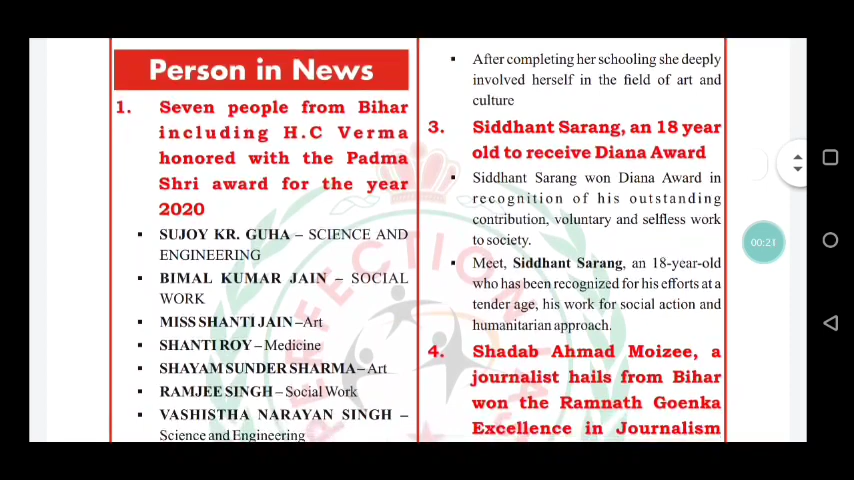 Person in News
1. Seven people from Bihar
including H.C Verma
honored with the Padma
Shri award for the year
2020
▪ SUJOY KR. GUHA – SCIENCE AND
ENGINEERING
▪ BIMAL KUMAR JAIN – SOCIAL
WORK
▪ MISS SHANTI JAIN –Art
▪ SHANTI ROY – Medicine
▪ SHAYAM SUNDER SHARMA – Art
▪ RAMJEE SINGH – Social Work
▪ VASHISTHA NARAYAN SINGH –
Science and Engineering
▪ After completing her schooling she deeply
involved herself in the field of art and
culture
3. Siddhant Sarang, an 18 year
old to receive Diana Award
▪ Siddhant Sarang won Diana Award in
recognition of his outstanding
contribution, voluntary and selfless work
to society.
▪ Meet, Siddhant Sarang, an 18-year-old
who has been recognized for his efforts at a
tender age, his work for social action and
humanitarian approach.
4. Shadab Ahmad Moizee, a
journalist hails from Bihar
won the Ramnath Goenka
Excellence in Journalism
PERFECTION
00:21